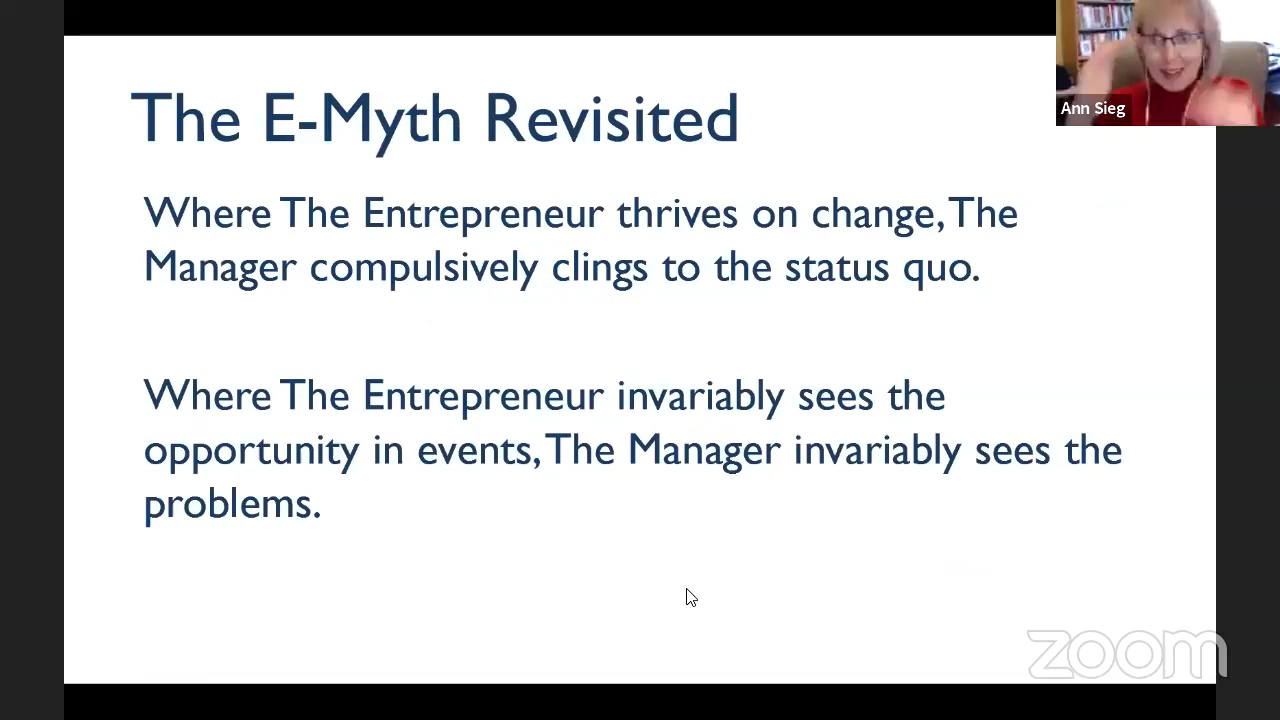 The E-Myth Revisited
Ann Sieg
Where The Entrepreneur thrives on change, The
Manager compulsively clings to the status quo.
Where The Entrepreneur invariably sees the
opportunity in events, The Manager invariably sees the
problems.
zoom